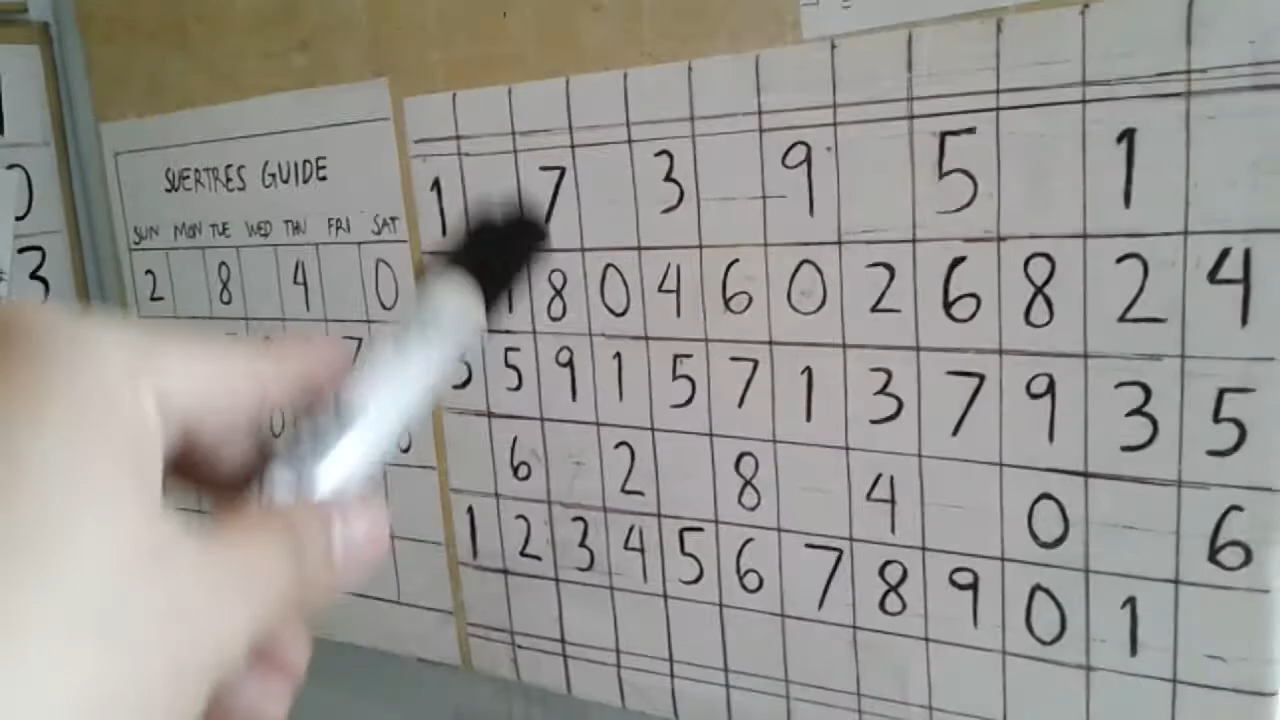 SUERTRES GUIDE
SUN MON TUE WED THU FRI SAT
2 8 4 0
7
3
1 7 3 9 5 1
1 8 0 4 6 0 2 6 8 2 4
5 9 1 5 7 1 3 7 9 3 5
6 2 8 4 0 6
1 2 3 4 5 6 7 8 9 0 1